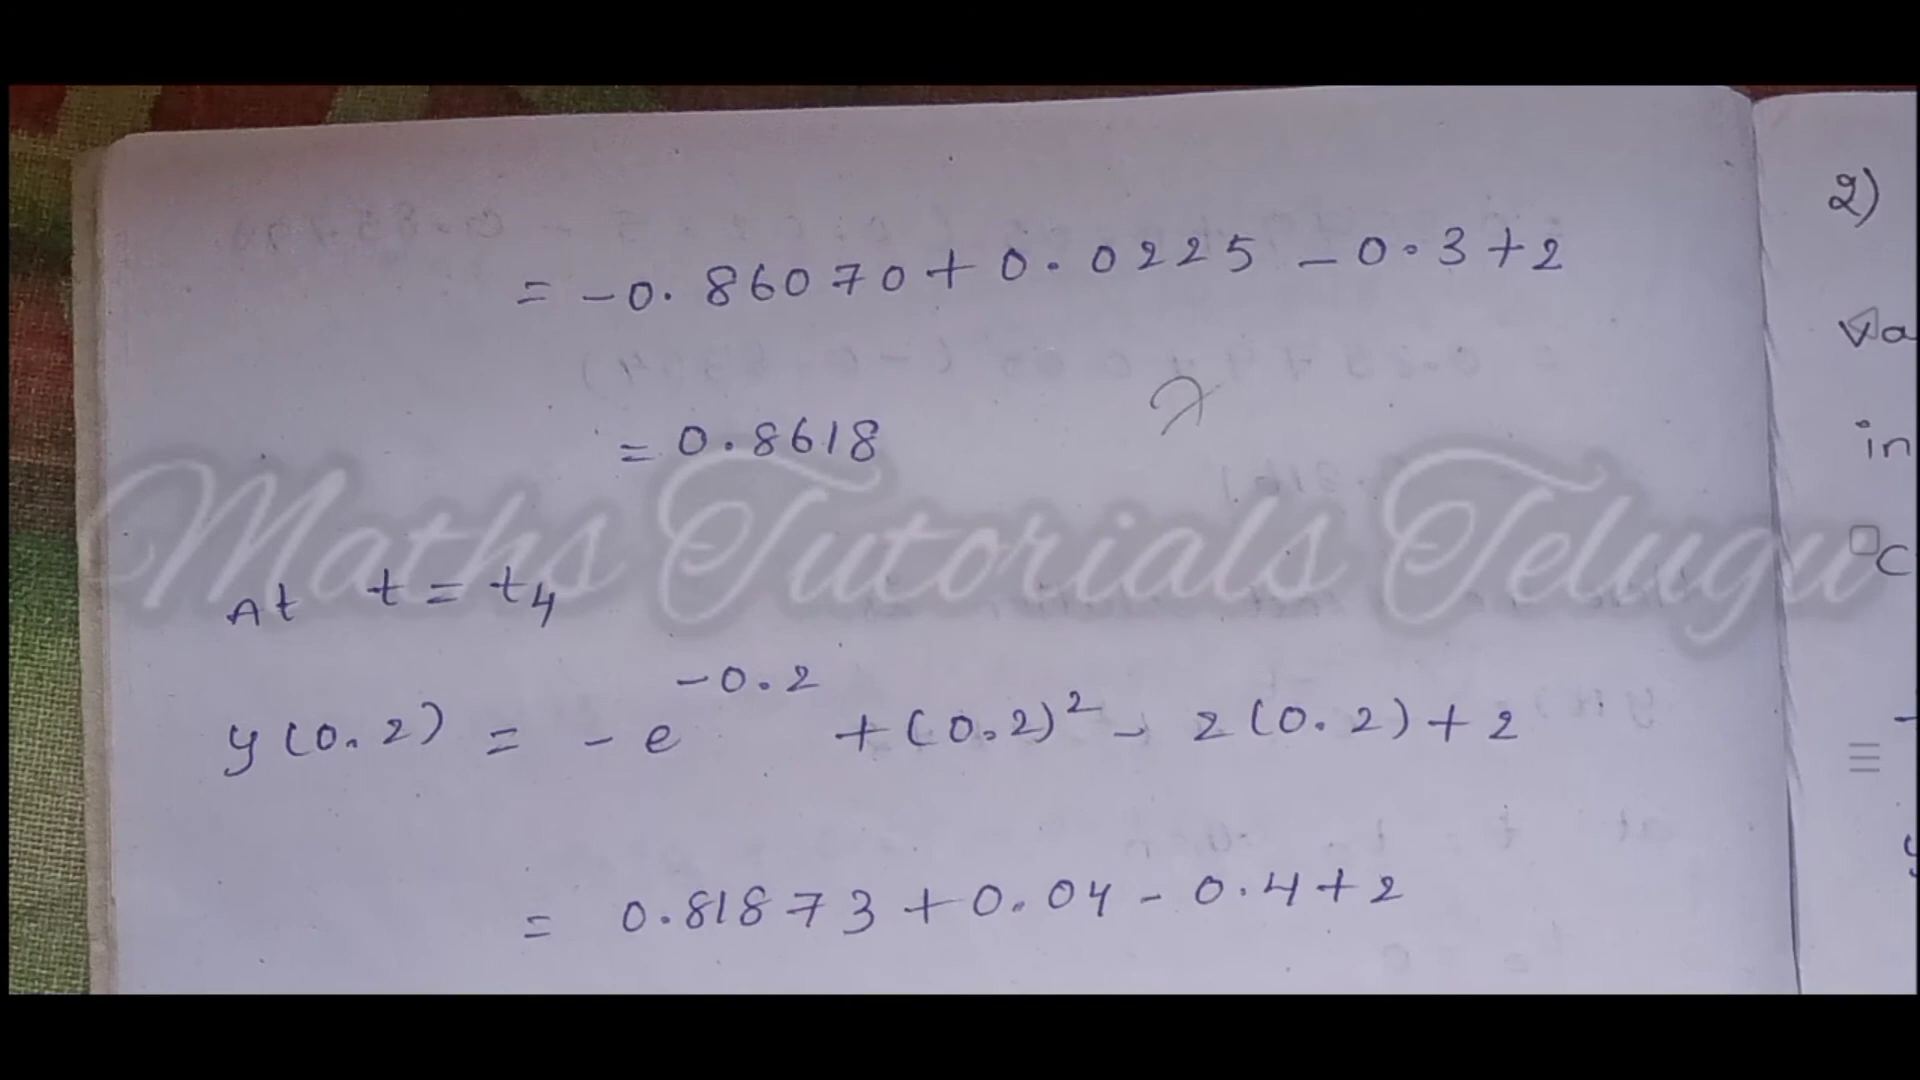 = -0.86070 + 0.0225 - 0.3 + 2
= 0.8618
Maths Tutorials Telugu
At t = t₄
y(0.2) = -e^-0.2 + (0.2)² - 2(0.2) + 2
= 0.81873 + 0.04 - 0.4 + 2
2)
in